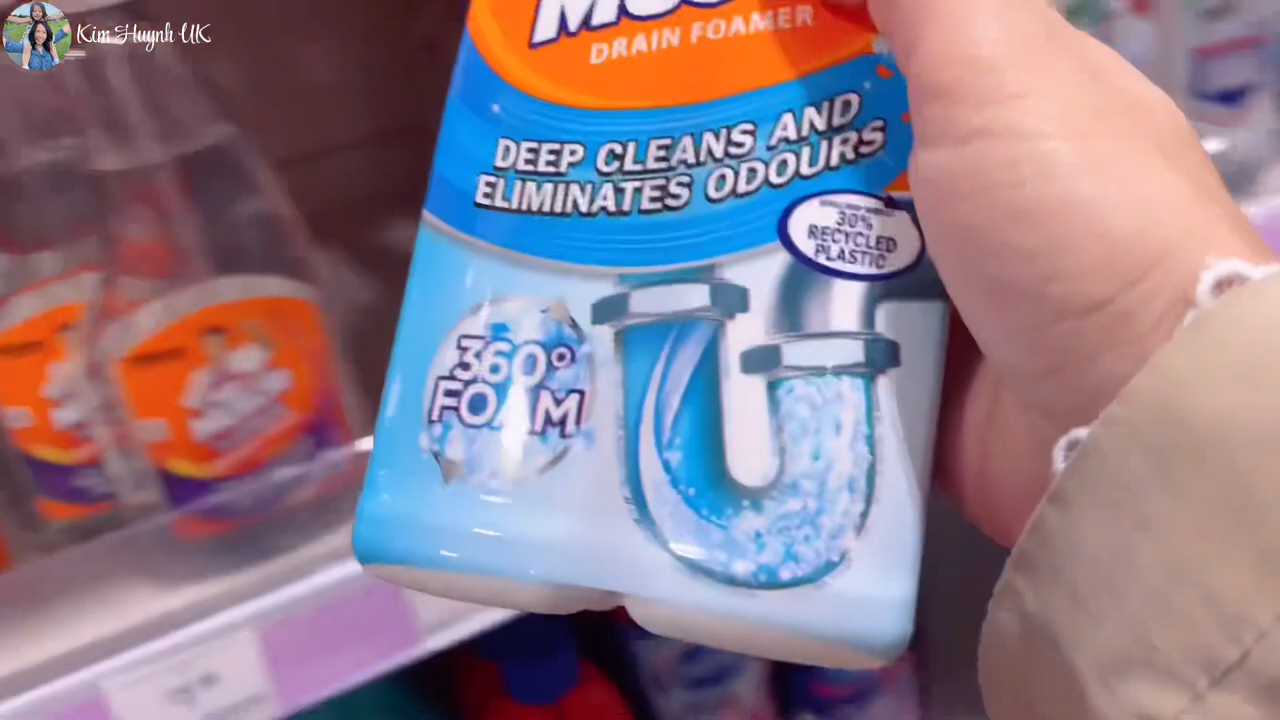 Kim Huynh UK
DRAIN FOAMER
DEEP CLEANS AND
ELIMINATES ODOURS
30%
RECYCLED
PLASTIC
360°
FOAM